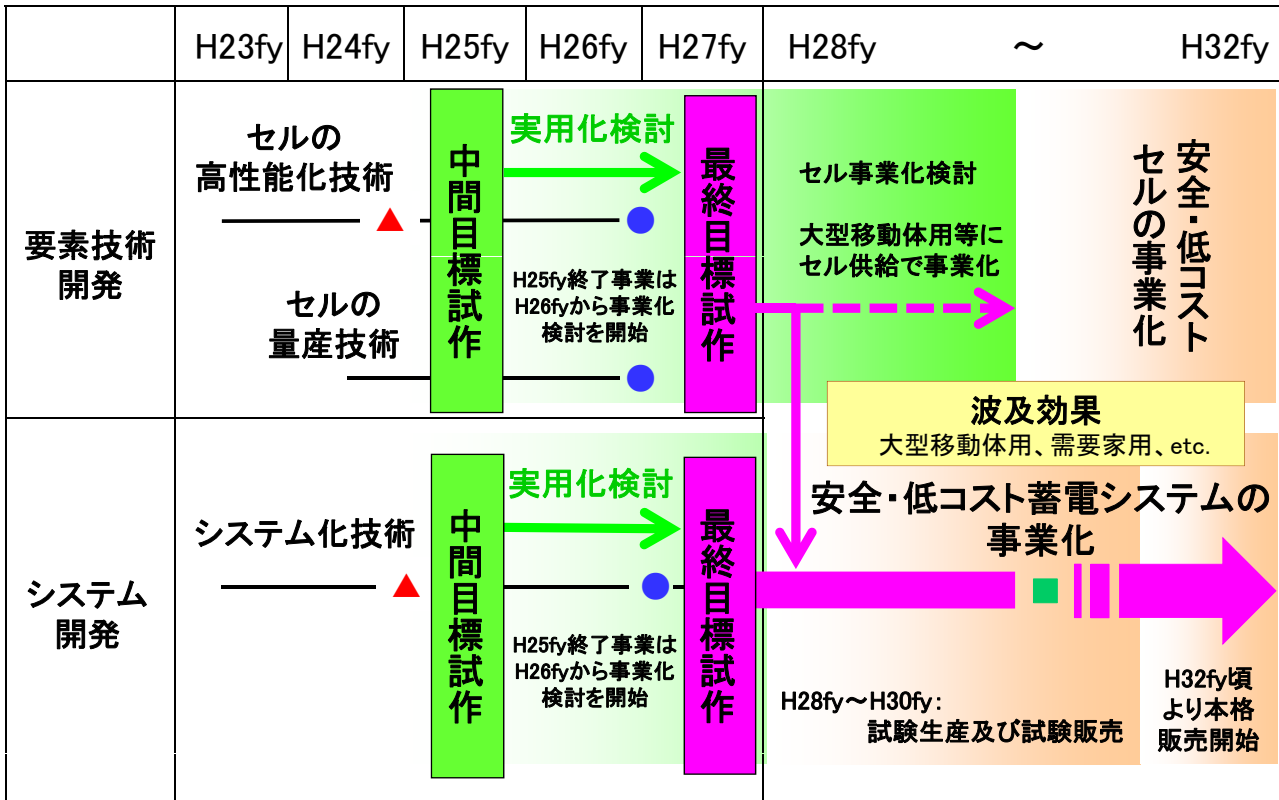 H23fy
H24fy
H25fy
H26fy
H27fy
H28fy
～
H32fy
要素技術
開発
セルの
高性能化技術
セルの
量産技術
中間目標試作
実用化検討
H25fy終了事業は
H26fyから事業化
検討を開始
最終目標試作
セル事業化検討
大型移動体用等に
セル供給で事業化
安全・低コスト
セルの事業化
波及効果
大型移動体用、需要家用、etc.
システム
開発
システム化技術
中間目標試作
実用化検討
H25fy終了事業は
H26fyから事業化
検討を開始
最終目標試作
安全・低コスト蓄電システムの
事業化
H28fy～H30fy：
試験生産及び試験販売
H32fy頃
より本格
販売開始